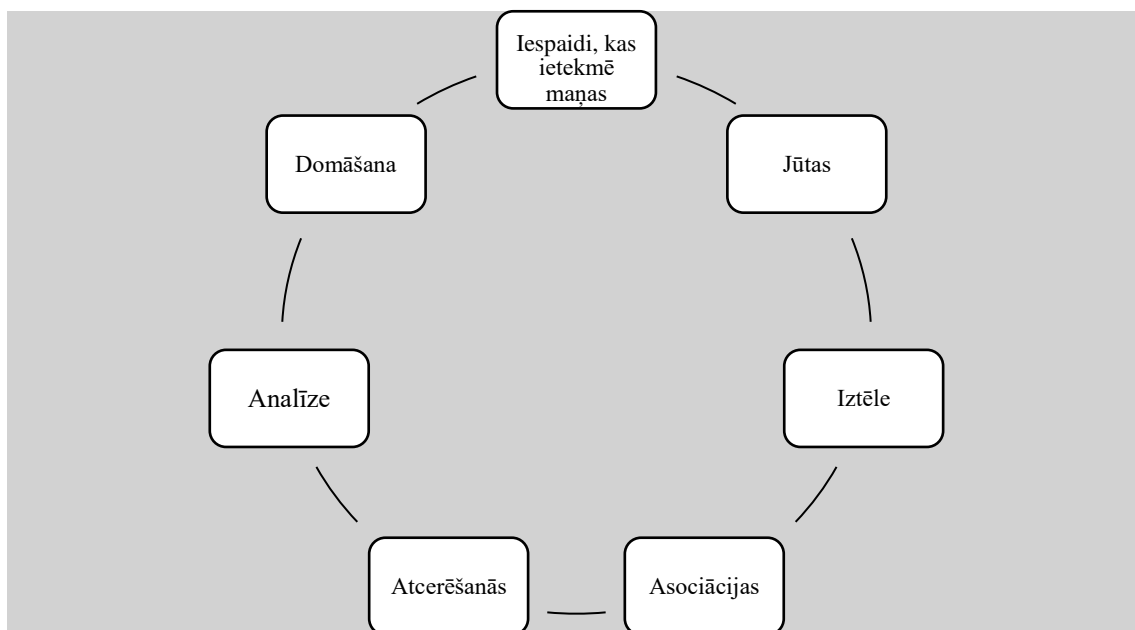 Iespaidi, kas
ietekmē
maņas
Jūtas
Iztēle
Asociācijas
Atcerēšanās
Analīze
Domāšana